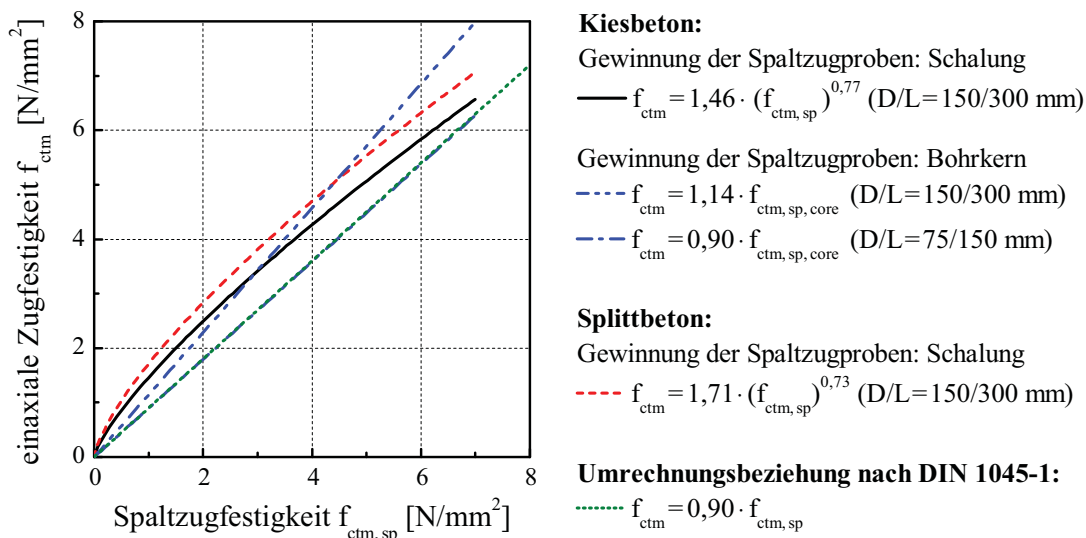 8
6
4
2
0
0
2
4
6
8
einaxiale Zugfestigkeit f_ctm [N/mm²]
Spaltzugfestigkeit f_ctm, sp [N/mm²]
Kiesbeton:
Gewinnung der Spaltzugproben: Schalung
f_ctm = 1,46 · (f_ctm, sp)^0,77 (D/L=150/300 mm)
Gewinnung der Spaltzugproben: Bohrkern
f_ctm = 1,14 · f_ctm, sp, core (D/L=150/300 mm)
f_ctm = 0,90 · f_ctm, sp, core (D/L=75/150 mm)
Splittbeton:
Gewinnung der Spaltzugproben: Schalung
f_ctm = 1,71 · (f_ctm, sp)^0,73 (D/L=150/300 mm)
Umrechnungsbeziehung nach DIN 1045-1:
f_ctm = 0,90 · f_ctm, sp